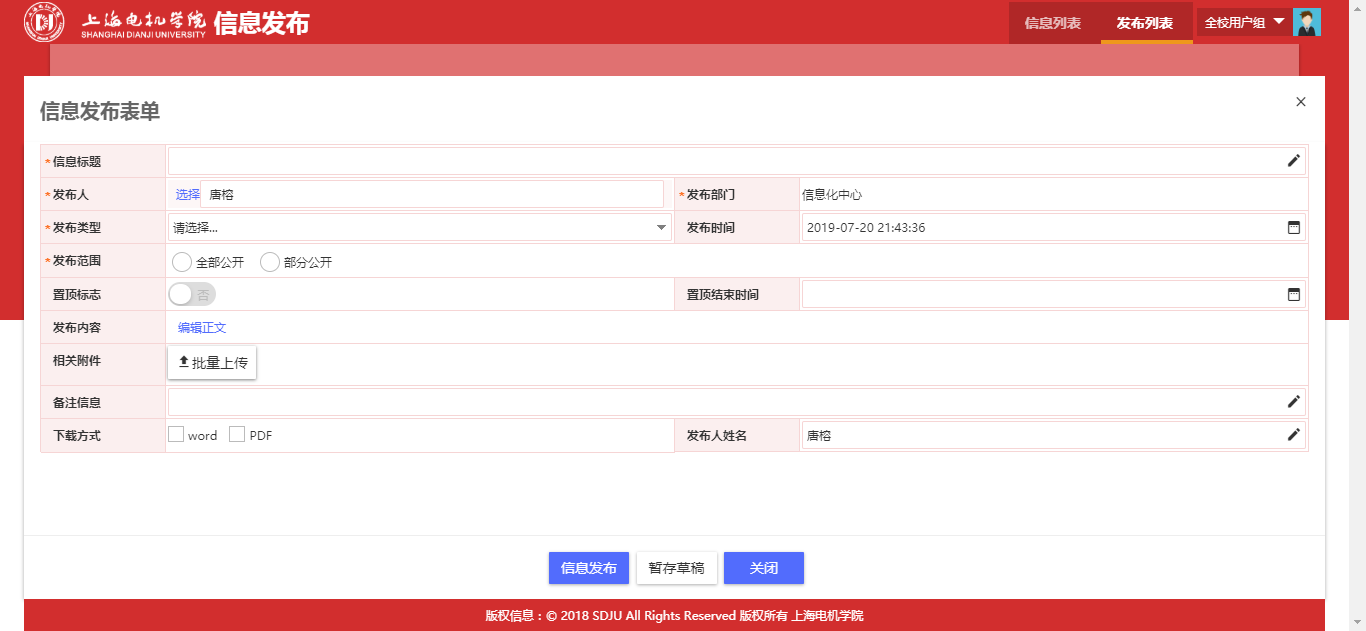 上海电机学院 信息发布
SHANGHAI DIANJI UNIVERSITY
信息列表 发布列表 全校用户组
信息发布表单
*信息标题
*发布人 选择 唐榕 *发布部门 信息化中心
*发布类型 请选择... 发布时间 2019-07-20 21:43:36
*发布范围 全部公开 部分公开
置顶标志 否 置顶结束时间
发布内容 编辑正文
相关附件 批量上传
备注信息
下载方式 word PDF 发布人姓名 唐榕
信息发布 暂存草稿 关闭
版权信息：© 2018 SDJU All Rights Reserved 版权所有 上海电机学院